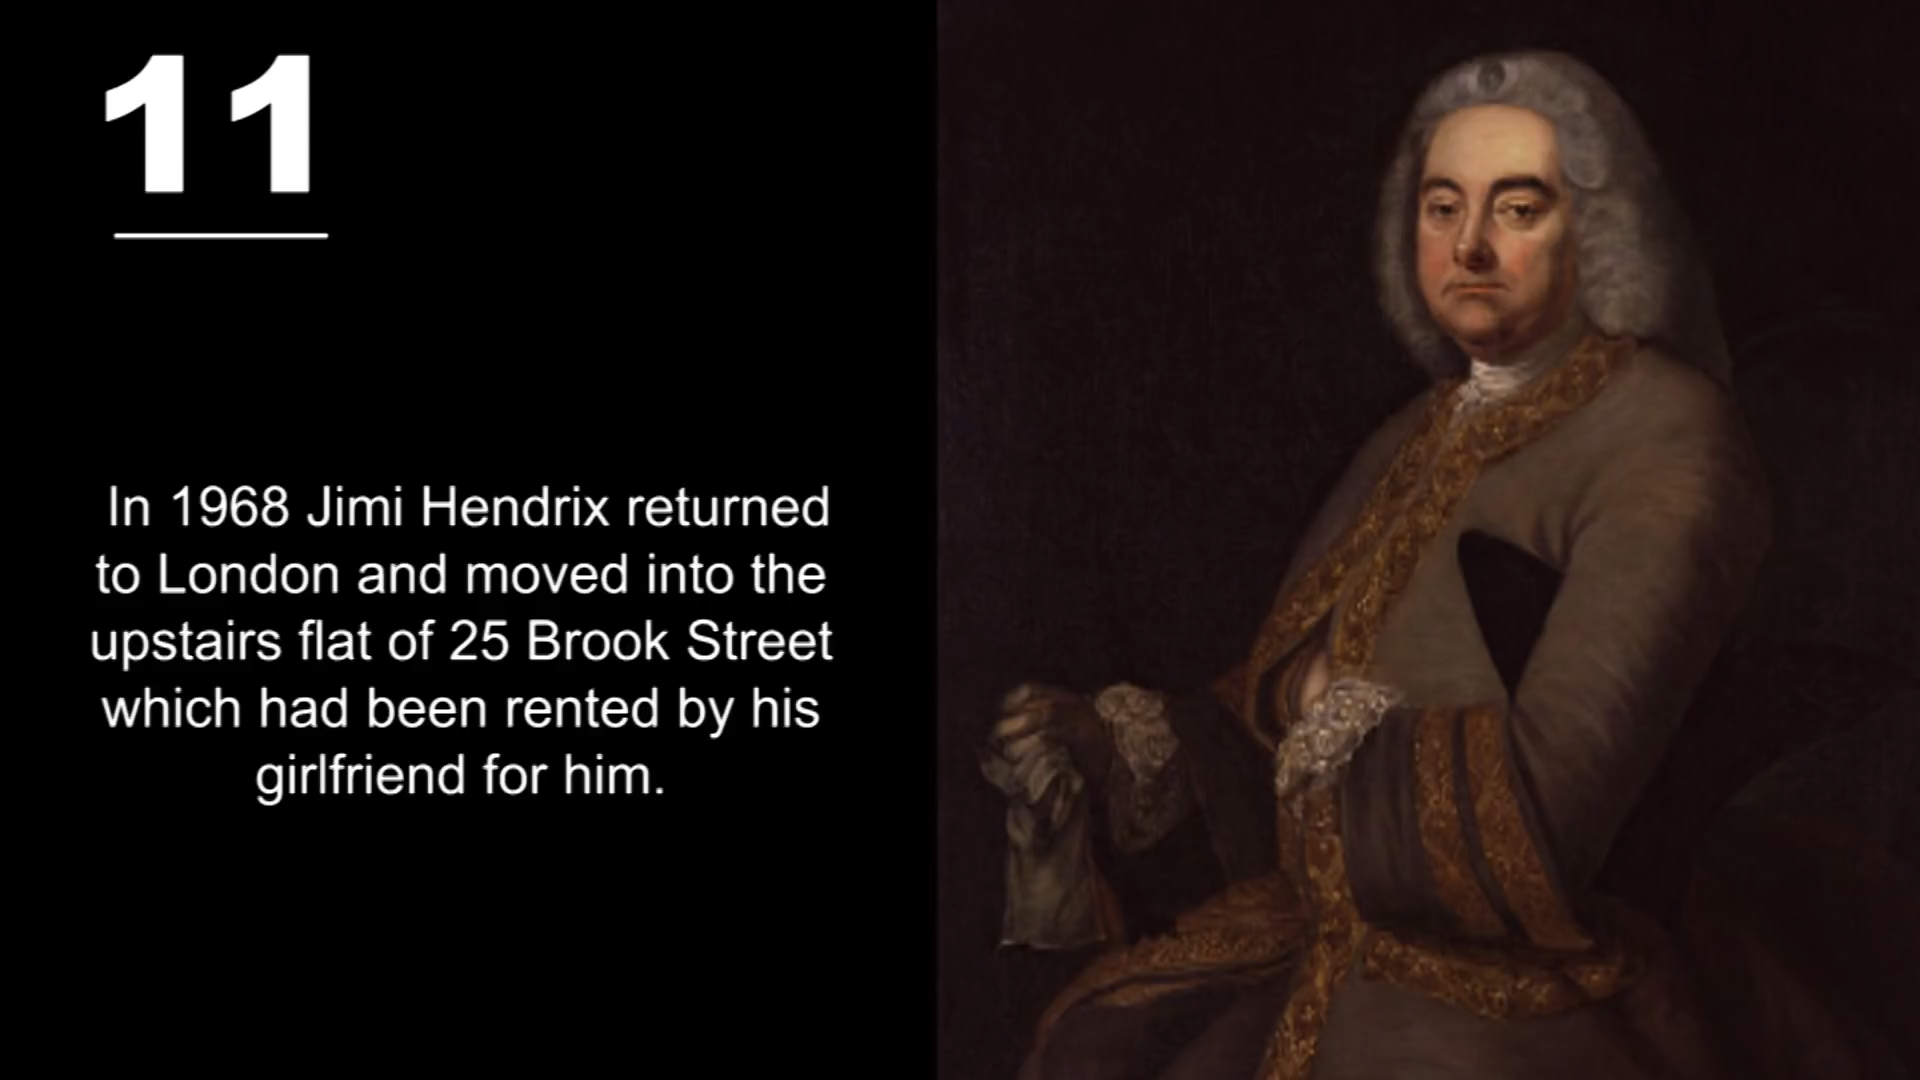 11
In 1968 Jimi Hendrix returned
to London and moved into the
upstairs flat of 25 Brook Street
which had been rented by his
girlfriend for him.